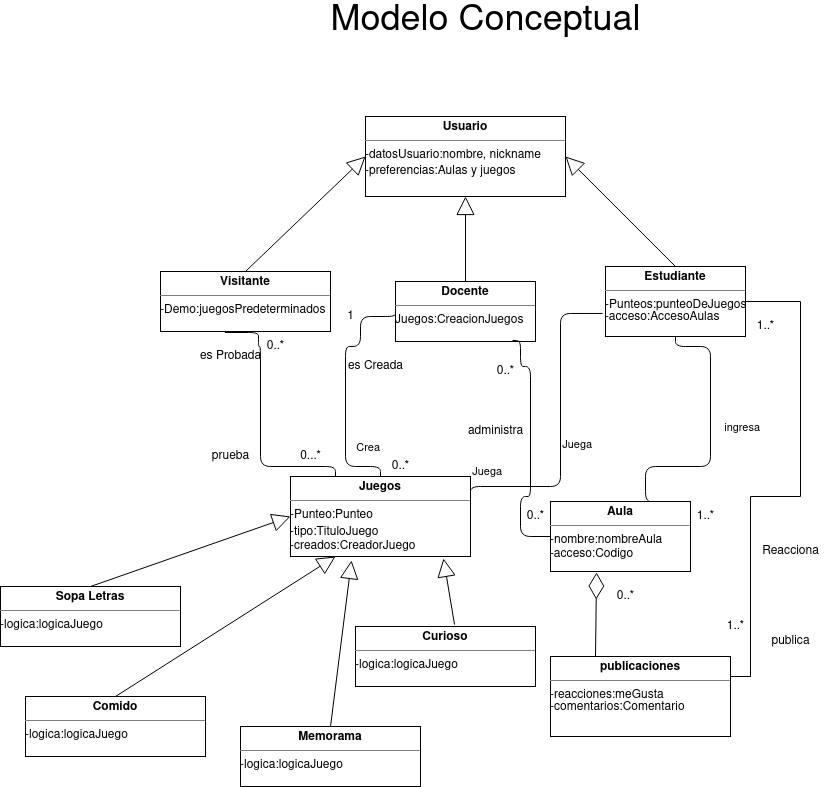 Modelo Conceptual
Usuario
-datosUsuario:nombre, nickname
-preferencias:Aulas y juegos
Visitante
-Demo:juegosPredeterminados
Docente
Juegos:CreacionJuegos
Estudiante
-Punteos:punteoDeJuegos
-acceso:AccesoAulas
1
1..*
0..*
es Probada
es Creada
0..*
administra
ingresa
Juega
Crea
prueba
0...*
0..*
Juega
Juegos
-Punteo:Punteo
-tipo:TituloJuego
-creados:CreadorJuego
0..*
Aula
-nombre:nombreAula
-acceso:Codigo
1..*
Reacciona
Sopa Letras
-logica:logicaJuego
0..*
1..*
publica
Curioso
-logica:logicaJuego
publicaciones
-reacciones:meGusta
-comentarios:Comentario
Comido
-logica:logicaJuego
Memorama
-logica:logicaJuego